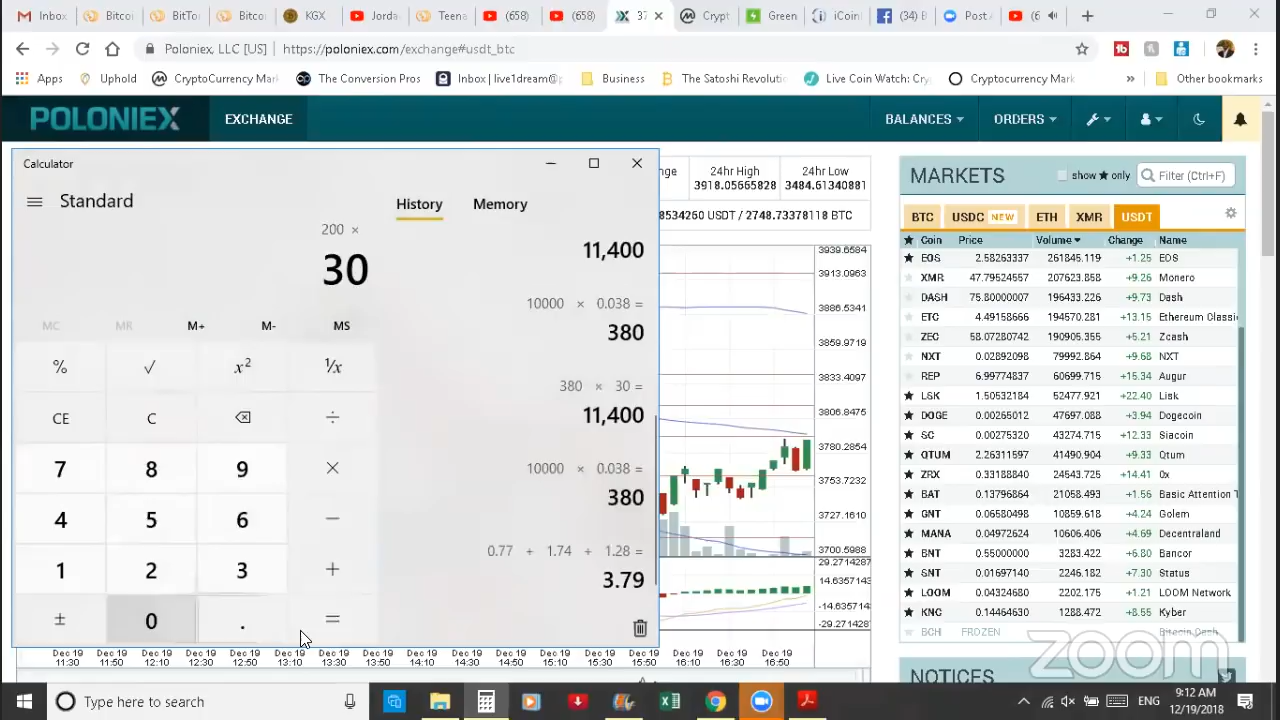 Inbox Bitcoi BitTo Bitcoi KGX Jorda Teena (658) (658) 37 Crypt Green iCoin (34) B Post (6
Poloniex, LLC [US] https://poloniex.com/exchange#usdt_btc
Apps Uphold CryptoCurrency Mark The Conversion Pros Inbox | live1dream@p Business The Satoshi Revolutio Live Coin Watch: Cry Cryptocurrency Mark » Other bookmarks
POLONIEX EXCHANGE BALANCES ORDERS
Calculator
Standard
History Memory
200 ×
30
11,400
10000 × 0.038 =
380
380 × 30 =
11,400
10000 × 0.038 =
380
0.77 + 1.74 + 1.28 =
3.79
MC MR M+ M- MS
% √ x² ¹/x
CE C ÷
7 8 9 ×
4 5 6 −
1 2 3 +
± 0 . =
nge 24hr High 24hr Low
3918.05665828 3484.61340881
8534260 USDT / 2748.73378118 BTC
3939.6584
3913.0963
3886.5341
3859.9719
3833.4097
3806.8475
3780.2854
3753.7232
3727.1610
3700.5988
29.2714287
14.6357143
-14.6357143
-29.2714287
Dec 19 Dec 19 Dec 19 Dec 19 Dec 19 Dec 19 Dec 19 Dec 19 Dec 19 Dec 19 Dec 19 Dec 19 Dec 19 Dec 19 Dec 19 Dec 19 Dec 19
11:30 11:50 12:10 12:30 12:50 13:10 13:30 13:50 14:10 14:30 14:50 15:10 15:30 15:50 16:10 16:30 16:50
MARKETS show ★ only Filter (Ctrl+F)
BTC USDC NEW ETH XMR USDT
★ Coin Price Volume Change Name
EOS 2.58263337 261845.119 +1.25 EOS
XMR 47.79524557 207623.858 +9.26 Monero
DASH 75.80000007 196433.226 +9.73 Dash
ETC 4.49158666 194570.281 +13.15 Ethereum Classi
ZEC 58.07280742 190905.355 +5.21 Zcash
NXT 0.02892098 79992.864 +9.68 NXT
REP 6.99774837 60699.715 +15.34 Augur
LSK 1.50532184 52477.921 +22.40 Lisk
DOGE 0.00265012 47697.088 +3.94 Dogecoin
SC 0.00275320 43274.715 +12.33 Siacoin
QTUM 2.26311597 41490.904 +9.33 Qtum
ZRX 0.33188840 24543.725 +14.41 0x
BAT 0.13796864 21058.493 +1.56 Basic Attention T
GNT 0.06580498 10859.618 +4.24 Golem
MANA 0.04972624 10606.406 +4.69 Decentraland
BNT 0.55000000 3283.422 +6.80 Bancor
SNT 0.01697140 2246.182 +7.30 Status
LOOM 0.04324680 2202.175 +1.21 LOOM Network
KNC 0.14464630 1288.472 +8.55 Kyber
BCH FROZEN Bitcoin Cash
zoom
NOTICES
Type here to search
ENG
9:12 AM
12/19/2018